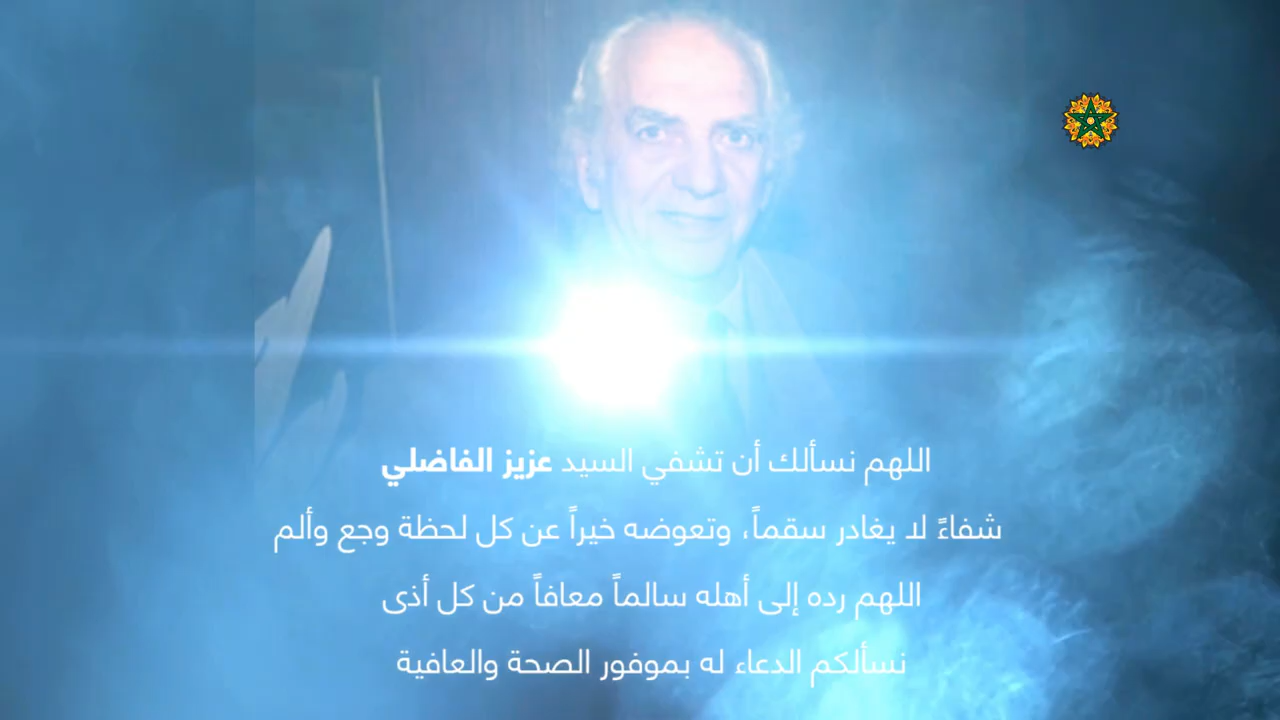 اللهم نسألك أن تشفي السيد عزيز الفاضلي
شفاءً لا يغادر سقماً، وتعوضه خيراً عن كل لحظة وجع وألم
اللهم رده إلى أهله سالماً معافاً من كل أذى
نسألكم الدعاء له بموفور الصحة والعافية